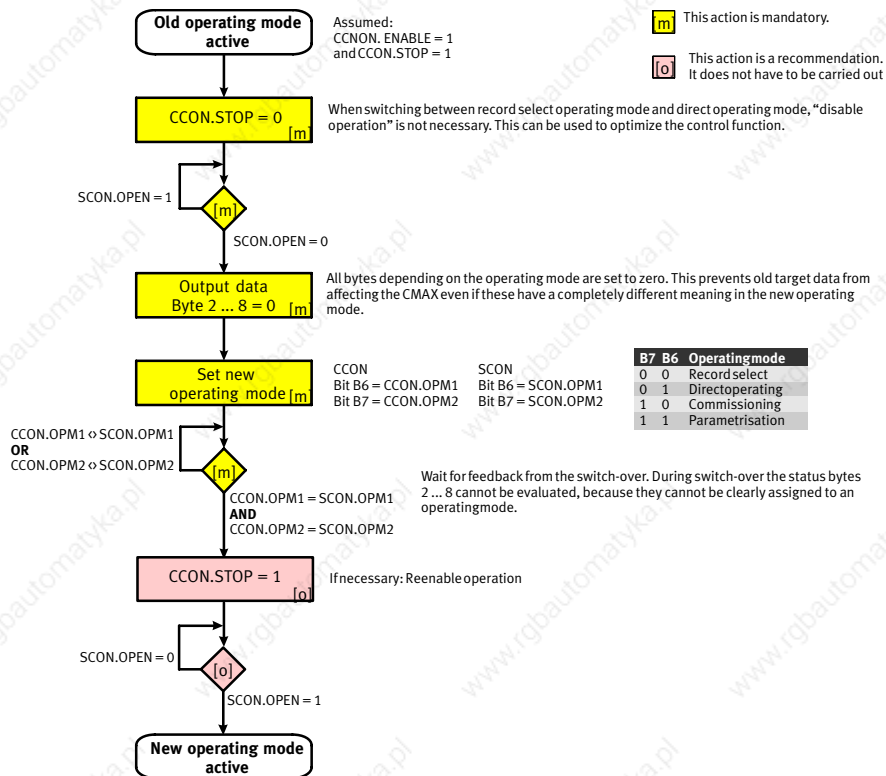 Old operating mode
active
Assumed:
CCNON. ENABLE = 1
and CCON.STOP = 1
[m]
This action is mandatory.
[o]
This action is a recommendation.
It does not have to be carried out
CCON.STOP = 0
[m]
When switching between record select operating mode and direct operating mode, “disable
operation” is not necessary. This can be used to optimize the control function.
SCON.OPEN = 1
[m]
SCON.OPEN = 0
Output data
Byte 2 ... 8 = 0 [m]
All bytes depending on the operating mode are set to zero. This prevents old target data from
affecting the CMAX even if these have a completely different meaning in the new operating
mode.
Set new
operating mode [m]
CCON
Bit B6 = CCON.OPM1
Bit B7 = CCON.OPM2
SCON
Bit B6 = SCON.OPM1
Bit B7 = SCON.OPM2
B7 B6 Operating mode
0 0 Record select
0 1 Direct operating
1 0 Commissioning
1 1 Parametrisation
CCON.OPM1 <> SCON.OPM1
OR
CCON.OPM2 <> SCON.OPM2
[m]
CCON.OPM1 = SCON.OPM1
AND
CCON.OPM2 = SCON.OPM2
Wait for feedback from the switch-over. During switch-over the status bytes
2 ... 8 cannot be evaluated, because they cannot be clearly assigned to an
operating mode.
CCON.STOP = 1
[o]
If necessary: Reenable operation
SCON.OPEN = 0
[o]
SCON.OPEN = 1
New operating mode
active
www.rgbautomatyka.pl